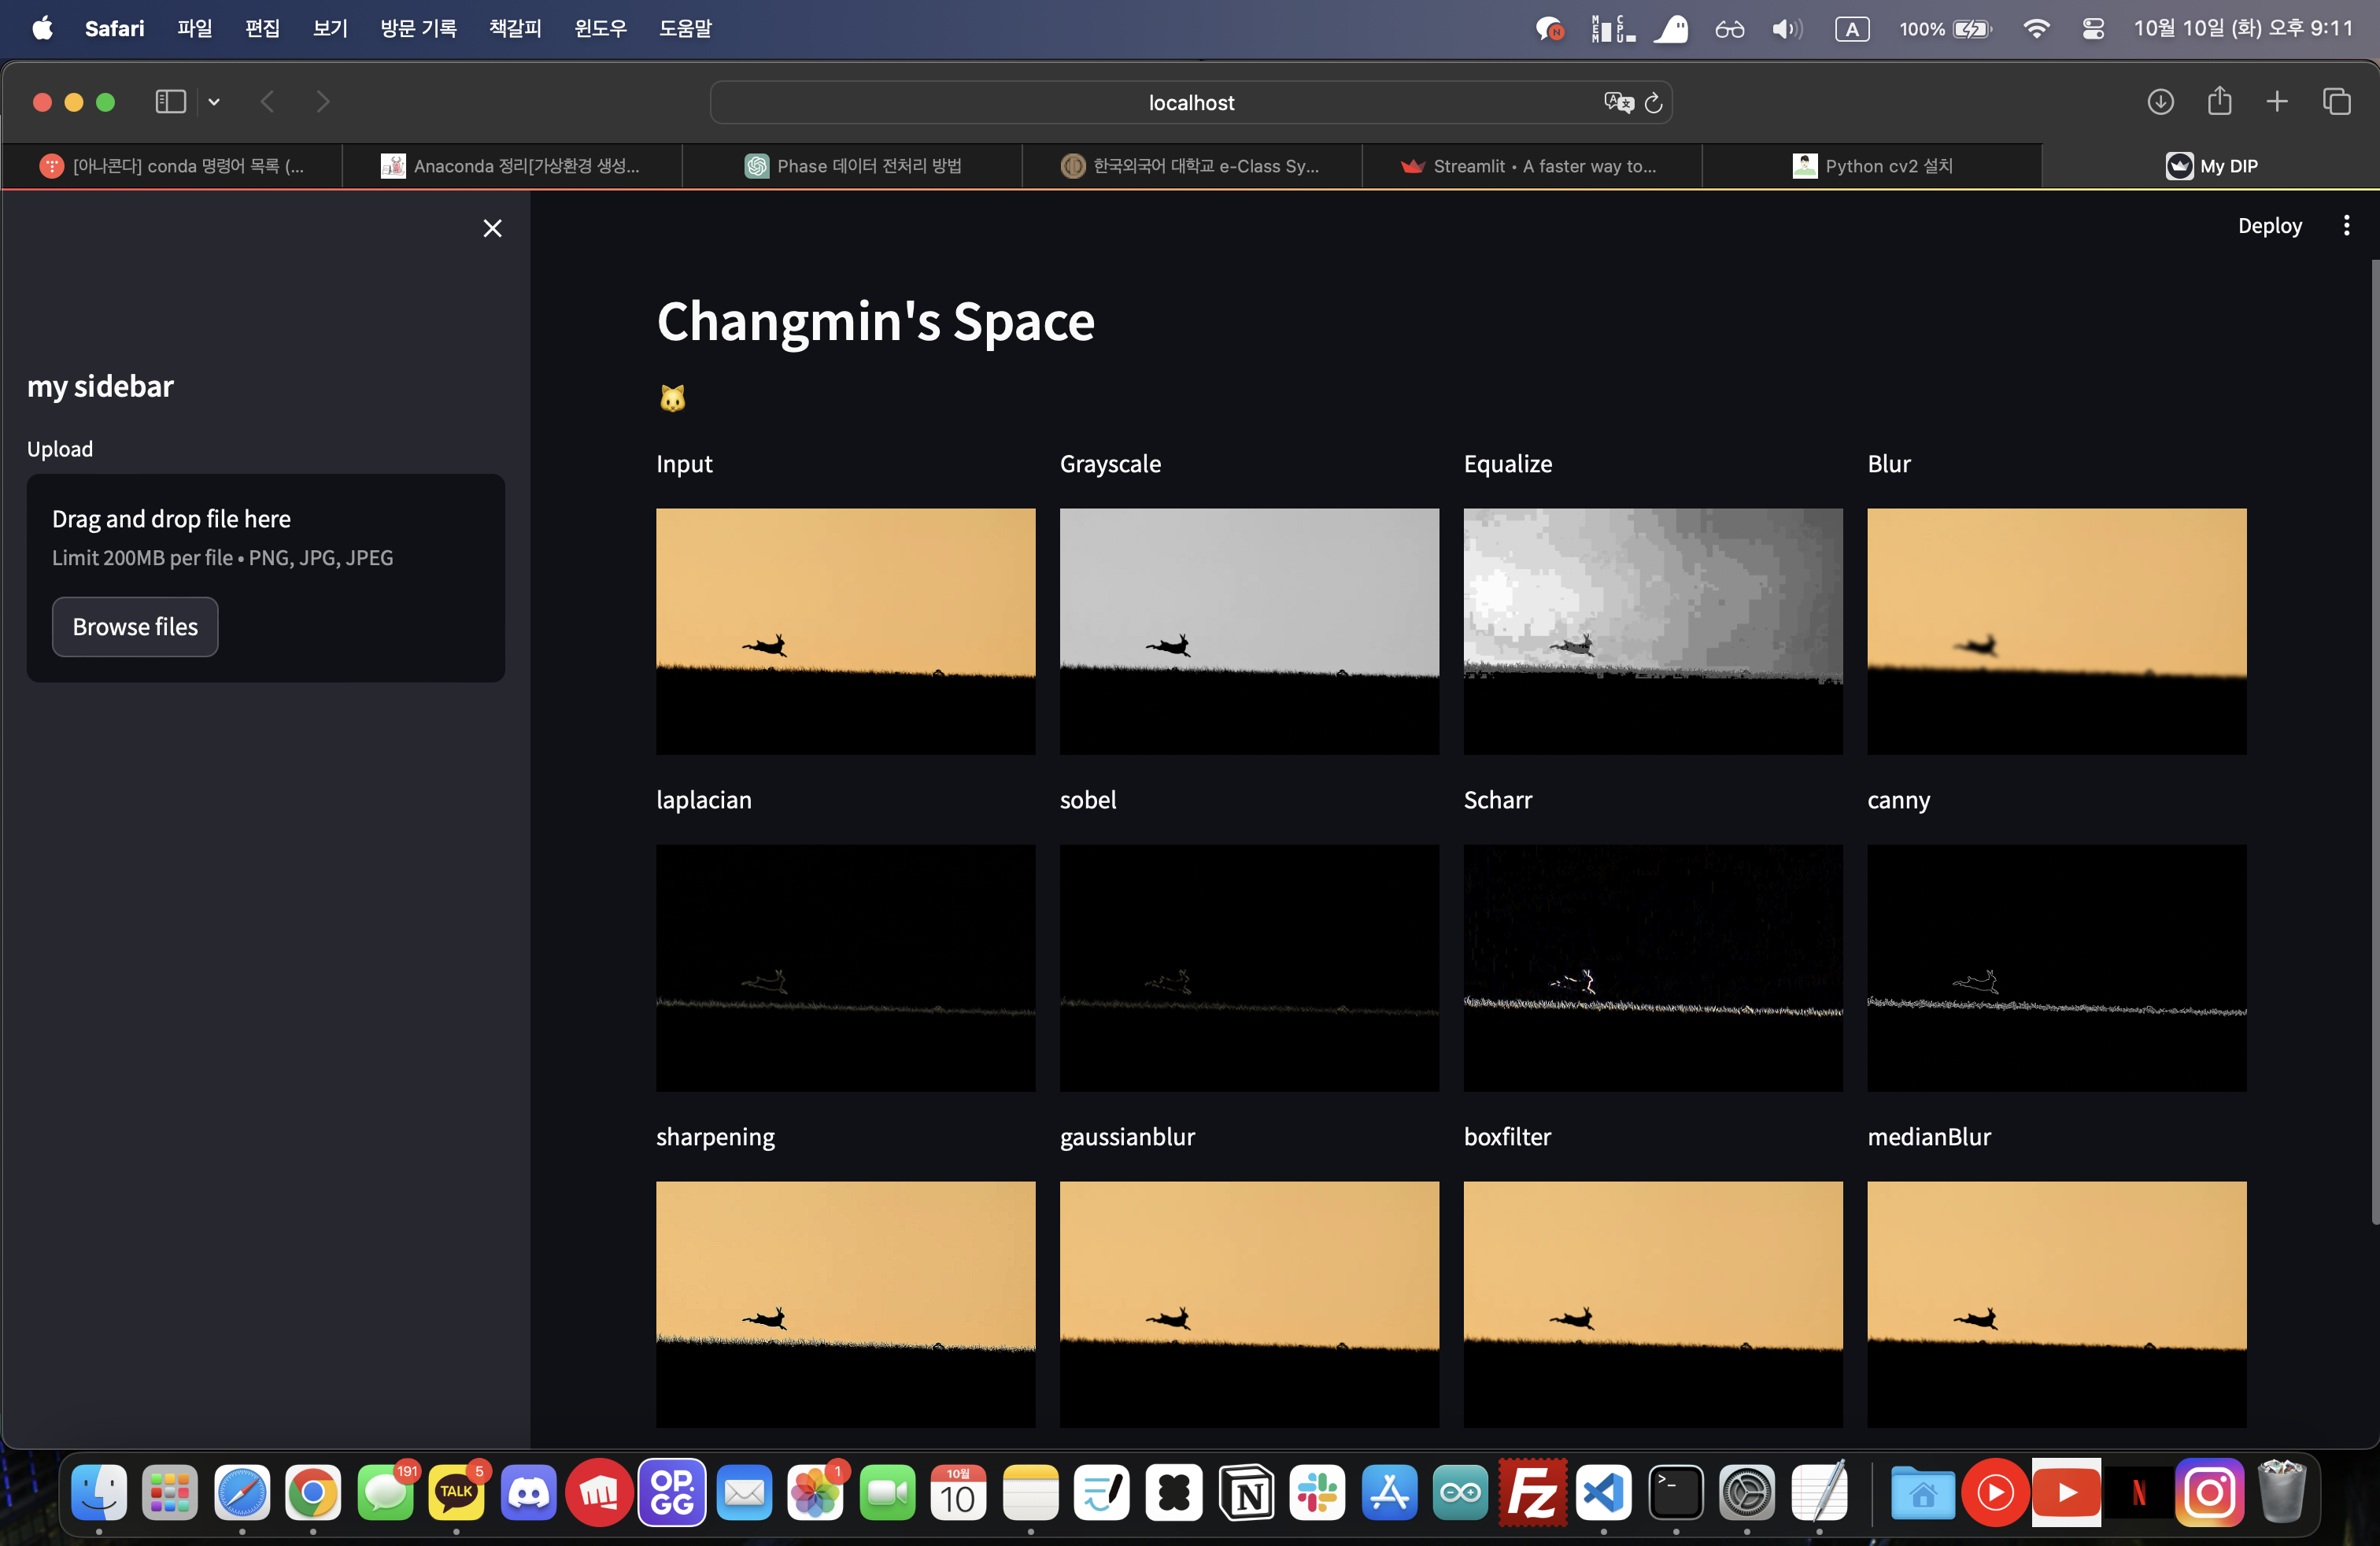 Safari 파일 편집 보기 방문 기록 책갈피 윈도우 도움말
N
MEM CPU
A
100%
10월 10일 (화) 오후 9:11
localhost
[아나콘다] conda 명령어 목록 (...
Anaconda 정리[가상환경 생성...
Phase 데이터 전처리 방법
한국외국어 대학교 e-Class Sy...
Streamlit • A faster way to...
Python cv2 설치
My DIP
Deploy
my sidebar
Upload
Drag and drop file here
Limit 200MB per file • PNG, JPG, JPEG
Browse files
Changmin's Space
Input
Grayscale
Equalize
Blur
laplacian
sobel
Scharr
canny
sharpening
gaussianblur
boxfilter
medianBlur
191
TALK
5
OP.
GG
1
10월
10
N
Fz
>_
N